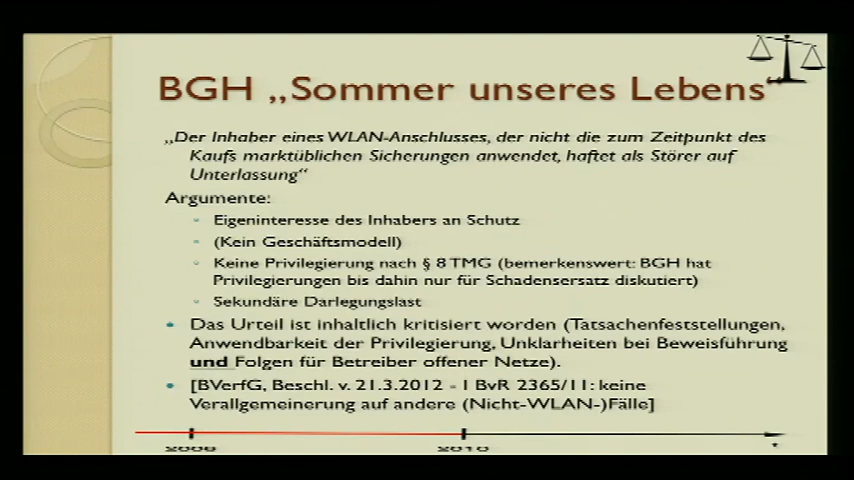 BGH „Sommer unseres Lebens“
„Der Inhaber eines WLAN-Anschlusses, der nicht die zum Zeitpunkt des
Kaufs marktüblichen Sicherungen anwendet, haftet als Störer auf
Unterlassung“
Argumente:
Eigeninteresse des Inhabers an Schutz
(Kein Geschäftsmodell)
Keine Privilegierung nach § 8 TMG (bemerkenswert: BGH hat
Privilegierungen bis dahin nur für Schadensersatz diskutiert)
Sekundäre Darlegungslast
Das Urteil ist inhaltlich kritisiert worden (Tatsachenfeststellungen,
Anwendbarkeit der Privilegierung, Unklarheiten bei Beweisführung
und Folgen für Betreiber offener Netze).
[BVerfG, Beschl. v. 21.3.2012 - 1 BvR 2365/11: keine
Verallgemeinerung auf andere (Nicht-WLAN-)Fälle]
2010